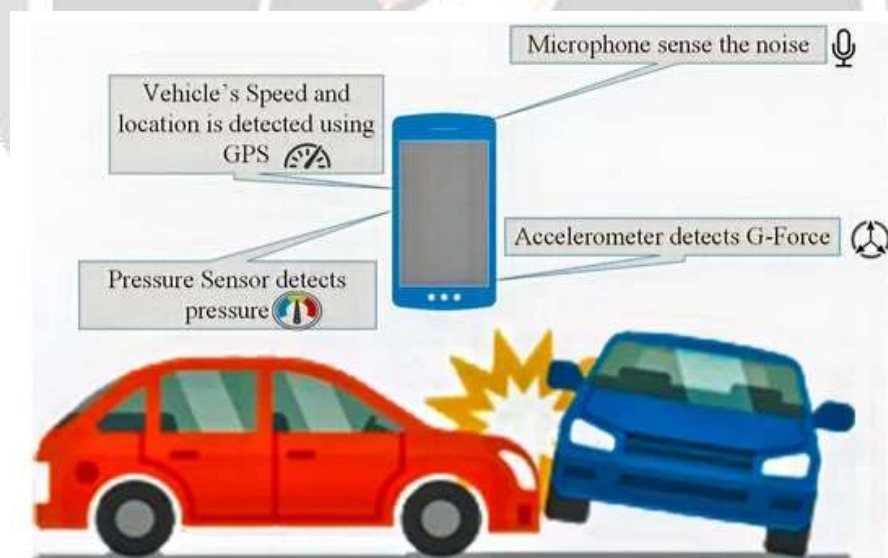 Microphone sense the noise
Vehicle's Speed and
location is detected using
GPS
Accelerometer detects G-Force
Pressure Sensor detects
pressure